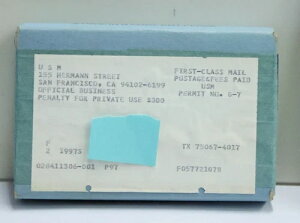 U S M
155 HERMANN STREET
SAN FRANCISCO, CA 94102-6199
OFFICIAL BUSINESS
PENALTY FOR PRIVATE USE $300
FIRST-CLASS MAIL
POSTAGE&FEES PAID
USM
PERMIT NO. G-7
F
2 1997S
TX 75067-4017
028411306-001 P97
F057721078